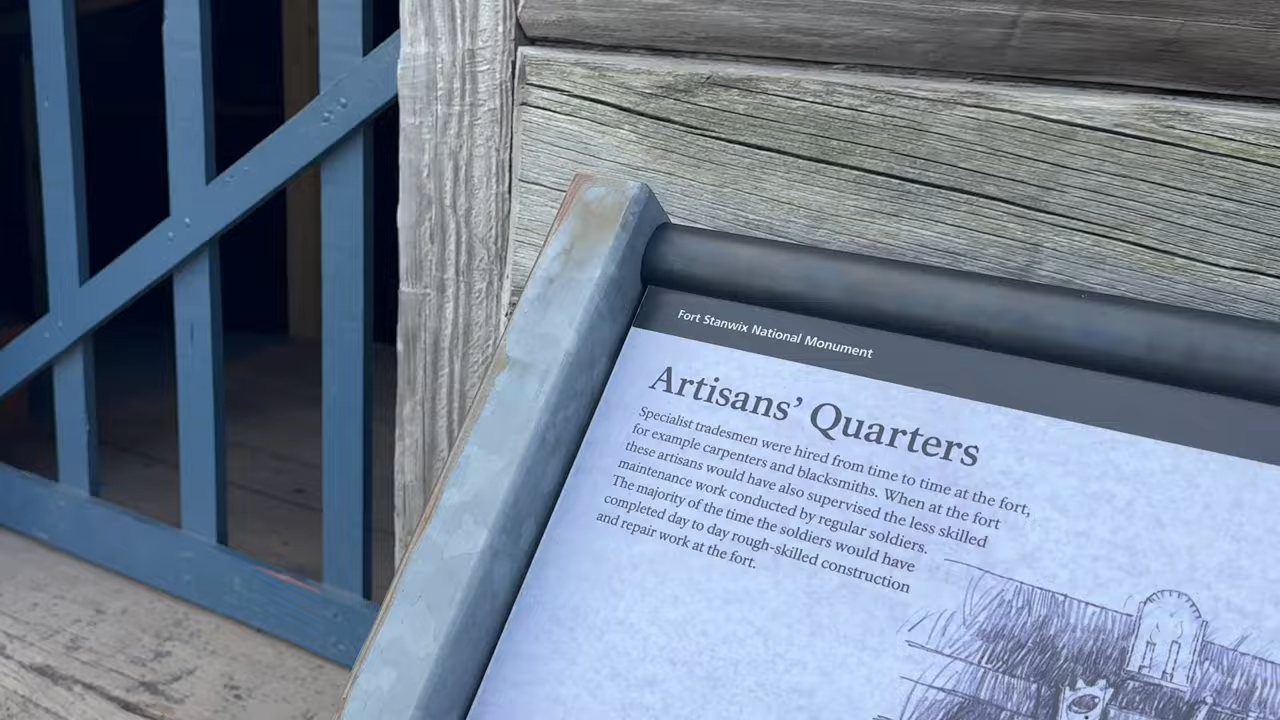 Fort Stanwix National Monument
Artisans’ Quarters
Specialist tradesmen were hired from time to time at the fort,
for example carpenters and blacksmiths. When at the fort
these artisans would have also supervised the less skilled
maintenance work conducted by regular soldiers.
The majority of the time the soldiers would have
completed day to day rough-skilled construction
and repair work at the fort.